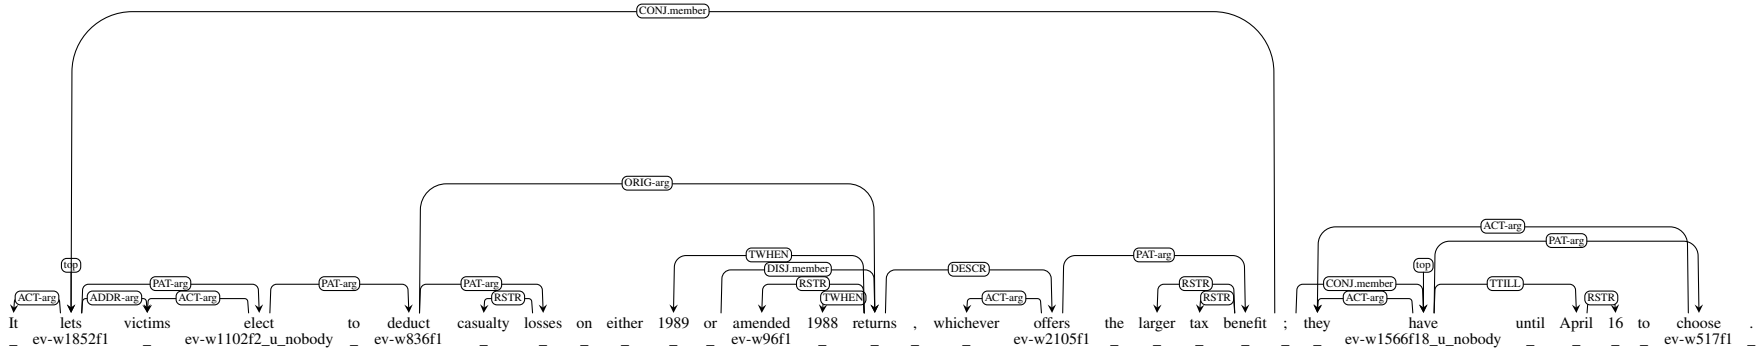 CONJ.member
ORIG-arg
ACT-arg
PAT-arg
TWHEN PAT-arg
top DISJ.member DESCR top
PAT-arg PAT-arg PAT-arg RSTR RSTR CONJ.member TTILL
ACT-arg ADDR-arg ACT-arg RSTR TWHEN ACT-arg RSTR ACT-arg RSTR
It lets victims elect to deduct casualty losses on either 1989 or amended 1988 returns , whichever offers the larger tax benefit ; they have until April 16 to choose .
_ ev-w1852f1 _ ev-w1102f2_u_nobody _ ev-w836f1 _ _ _ _ _ _ ev-w96f1 _ _ _ _ ev-w2105f1 _ _ _ _ _ _ ev-w1566f18_u_nobody _ _ _ _ ev-w517f1 _